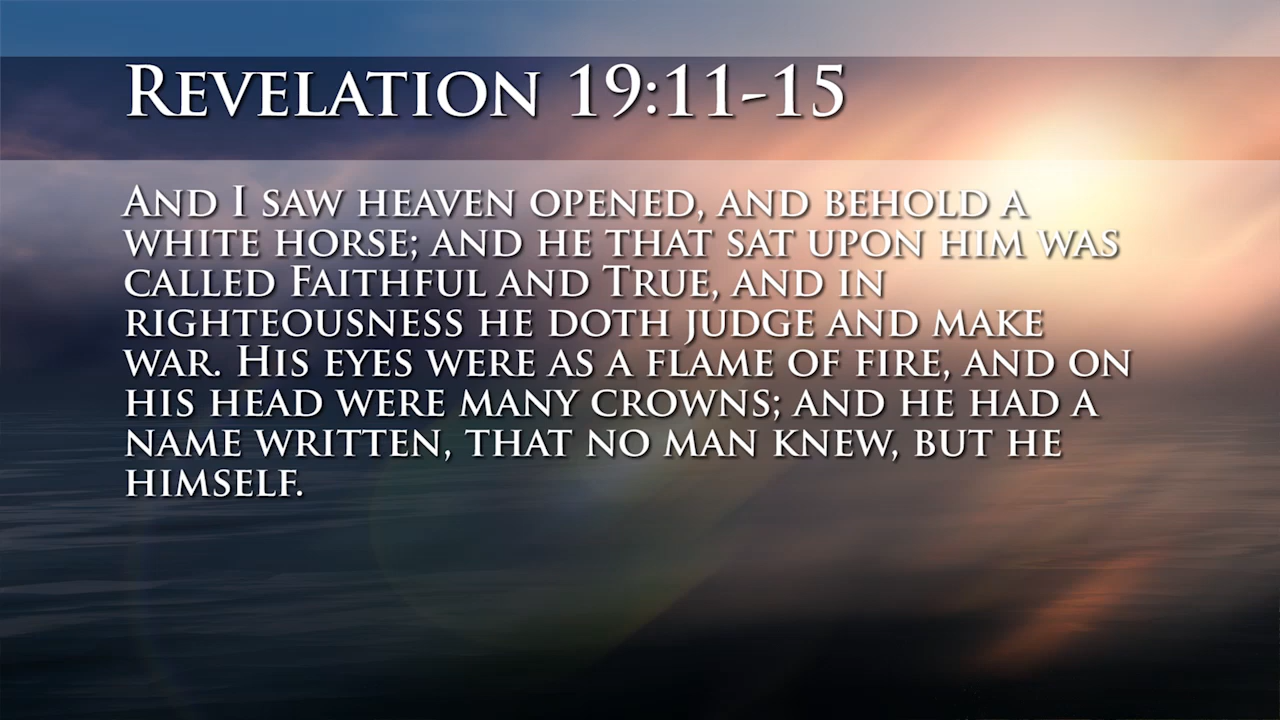 Revelation 19:11-15
And I saw heaven opened, and behold a
white horse; and he that sat upon him was
called Faithful and True, and in
righteousness he doth judge and make
war. His eyes were as a flame of fire, and on
his head were many crowns; and he had a
name written, that no man knew, but he
himself.